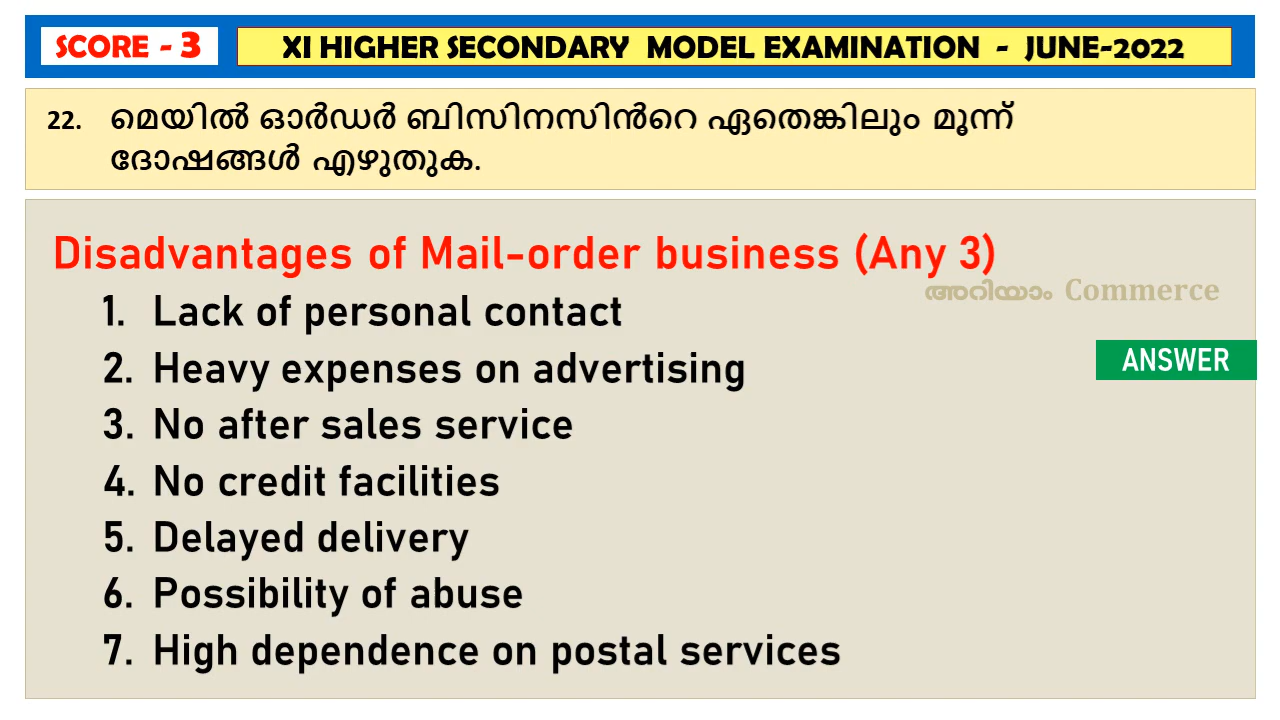 SCORE - 3
XI HIGHER SECONDARY MODEL EXAMINATION - JUNE-2022
22. മെയിൽ ഓർഡർ ബിസിനസിൻറെ ഏതെങ്കിലും മൂന്ന്
ദോഷങ്ങൾ എഴുതുക.
Disadvantages of Mail-order business (Any 3)
അറിയാം Commerce
1. Lack of personal contact
ANSWER
2. Heavy expenses on advertising
3. No after sales service
4. No credit facilities
5. Delayed delivery
6. Possibility of abuse
7. High dependence on postal services